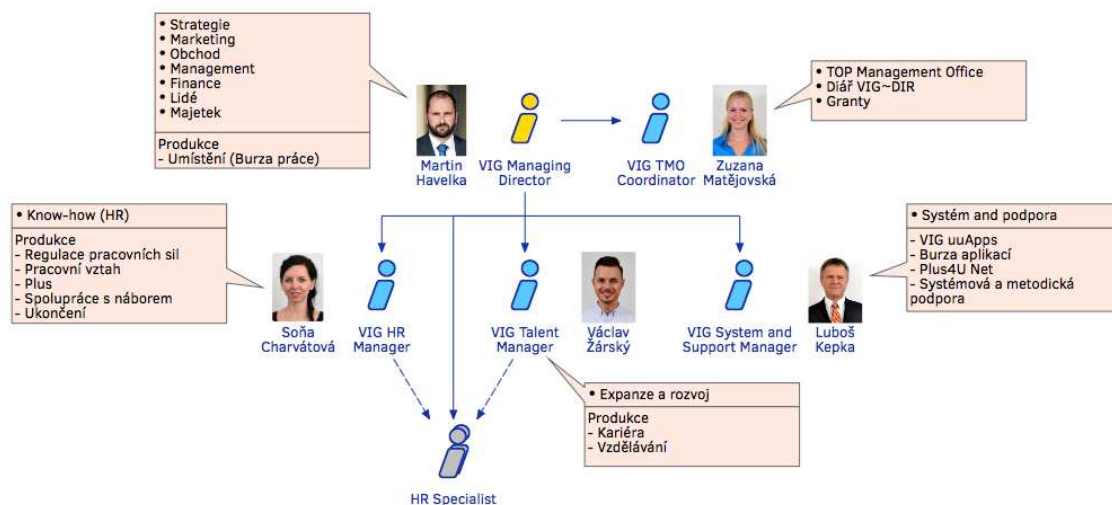 • Strategie
• Marketing
• Obchod
• Management
• Finance
• Lidé
• Majetek
Produkce
- Umístění (Burza práce)
• TOP Management Office
• Diář VIG~DIR
• Granty
Martin
Havelka
VIG Managing
Director
VIG TMO
Coordinator
Zuzana
Matějovská
• Know-how (HR)
Produkce
- Regulace pracovních sil
- Pracovní vztah
- Plus
- Spolupráce s náborem
- Ukončení
• Systém and podpora
- VIG uuApps
- Burza aplikací
- Plus4U Net
- Systémová a metodická
podpora
Soňa
Charvátová
VIG HR
Manager
VIG Talent
Manager
Václav
Žárský
VIG System and
Support Manager
Luboš
Kepka
• Expanze a rozvoj
Produkce
- Kariéra
- Vzdělávání
HR Specialist